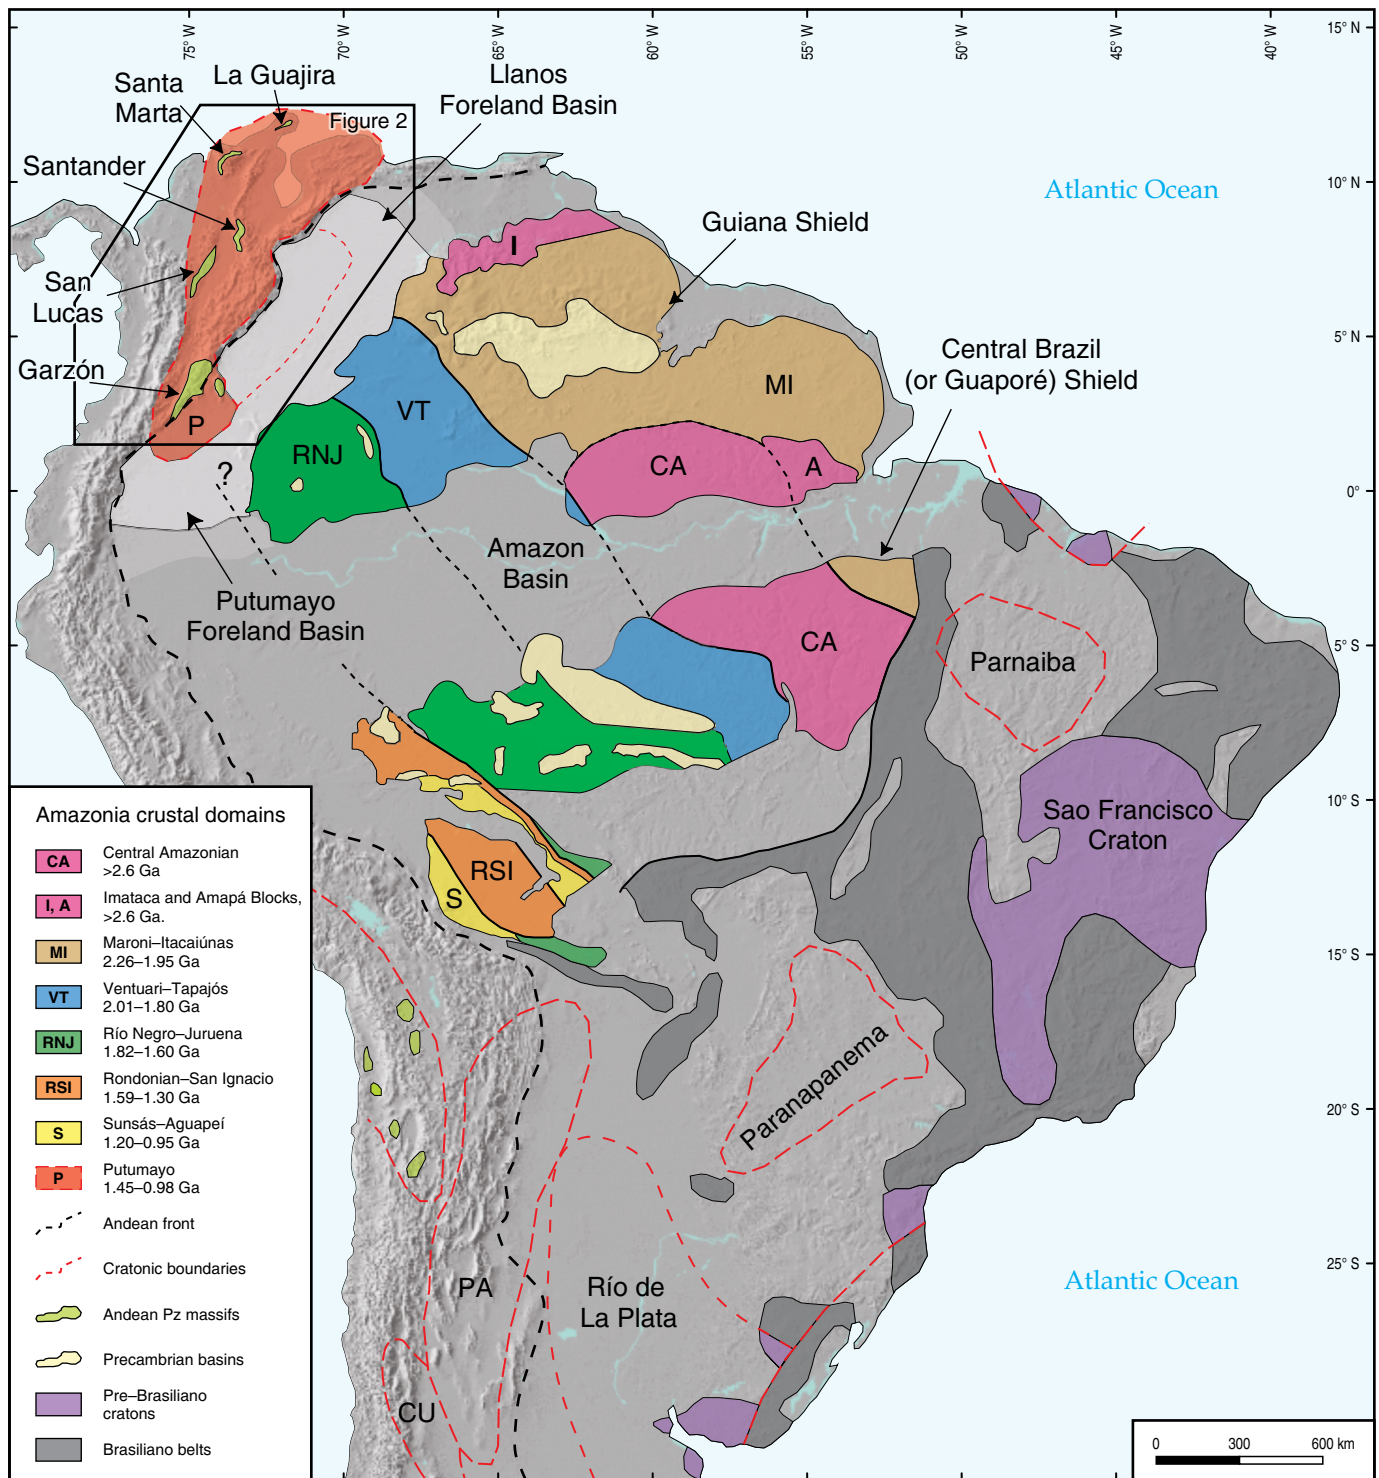 75° W
70° W
65° W
60° W
55° W
50° W
45° W
40° W
15° N
10° N
5° N
0°
5° S
10° S
15° S
20° S
25° S
La Guajira
Santa
Marta
Llanos
Foreland Basin
Figure 2
Santander
Atlantic Ocean
Guiana Shield
I
San
Lucas
Garzón
Central Brazil
(or Guaporé) Shield
MI
VT
P
RNJ
CA
A
?
Amazon
Basin
Putumayo
Foreland Basin
CA
Parnaiba
Sao Francisco
Craton
RSI
S
Paranapanema
PA
Río de
La Plata
Atlantic Ocean
CU
Amazonia crustal domains
CA
Central Amazonian
>2.6 Ga
I, A
Imataca and Amapá Blocks,
>2.6 Ga.
MI
Maroni–Itacaiúnas
2.26–1.95 Ga
VT
Ventuari–Tapajós
2.01–1.80 Ga
RNJ
Río Negro–Juruena
1.82–1.60 Ga
RSI
Rondonian–San Ignacio
1.59–1.30 Ga
S
Sunsás–Aguapeí
1.20–0.95 Ga
P
Putumayo
1.45–0.98 Ga
Andean front
Cratonic boundaries
Andean Pz massifs
Precambrian basins
Pre–Brasiliano
cratons
Brasiliano belts
0 300 600 km